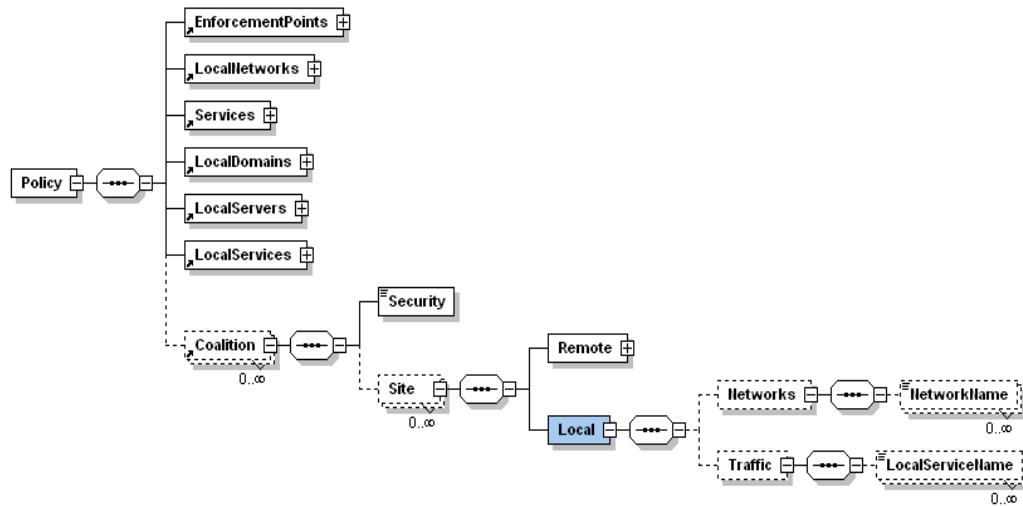 EnforcementPoints
LocalNetworks
Services
LocalDomains
Policy
LocalServers
LocalServices
Security
Coalition
0..∞
Remote
Site
0..∞
Networks
NetworkName
0..∞
Local
Traffic
LocalServiceName
0..∞